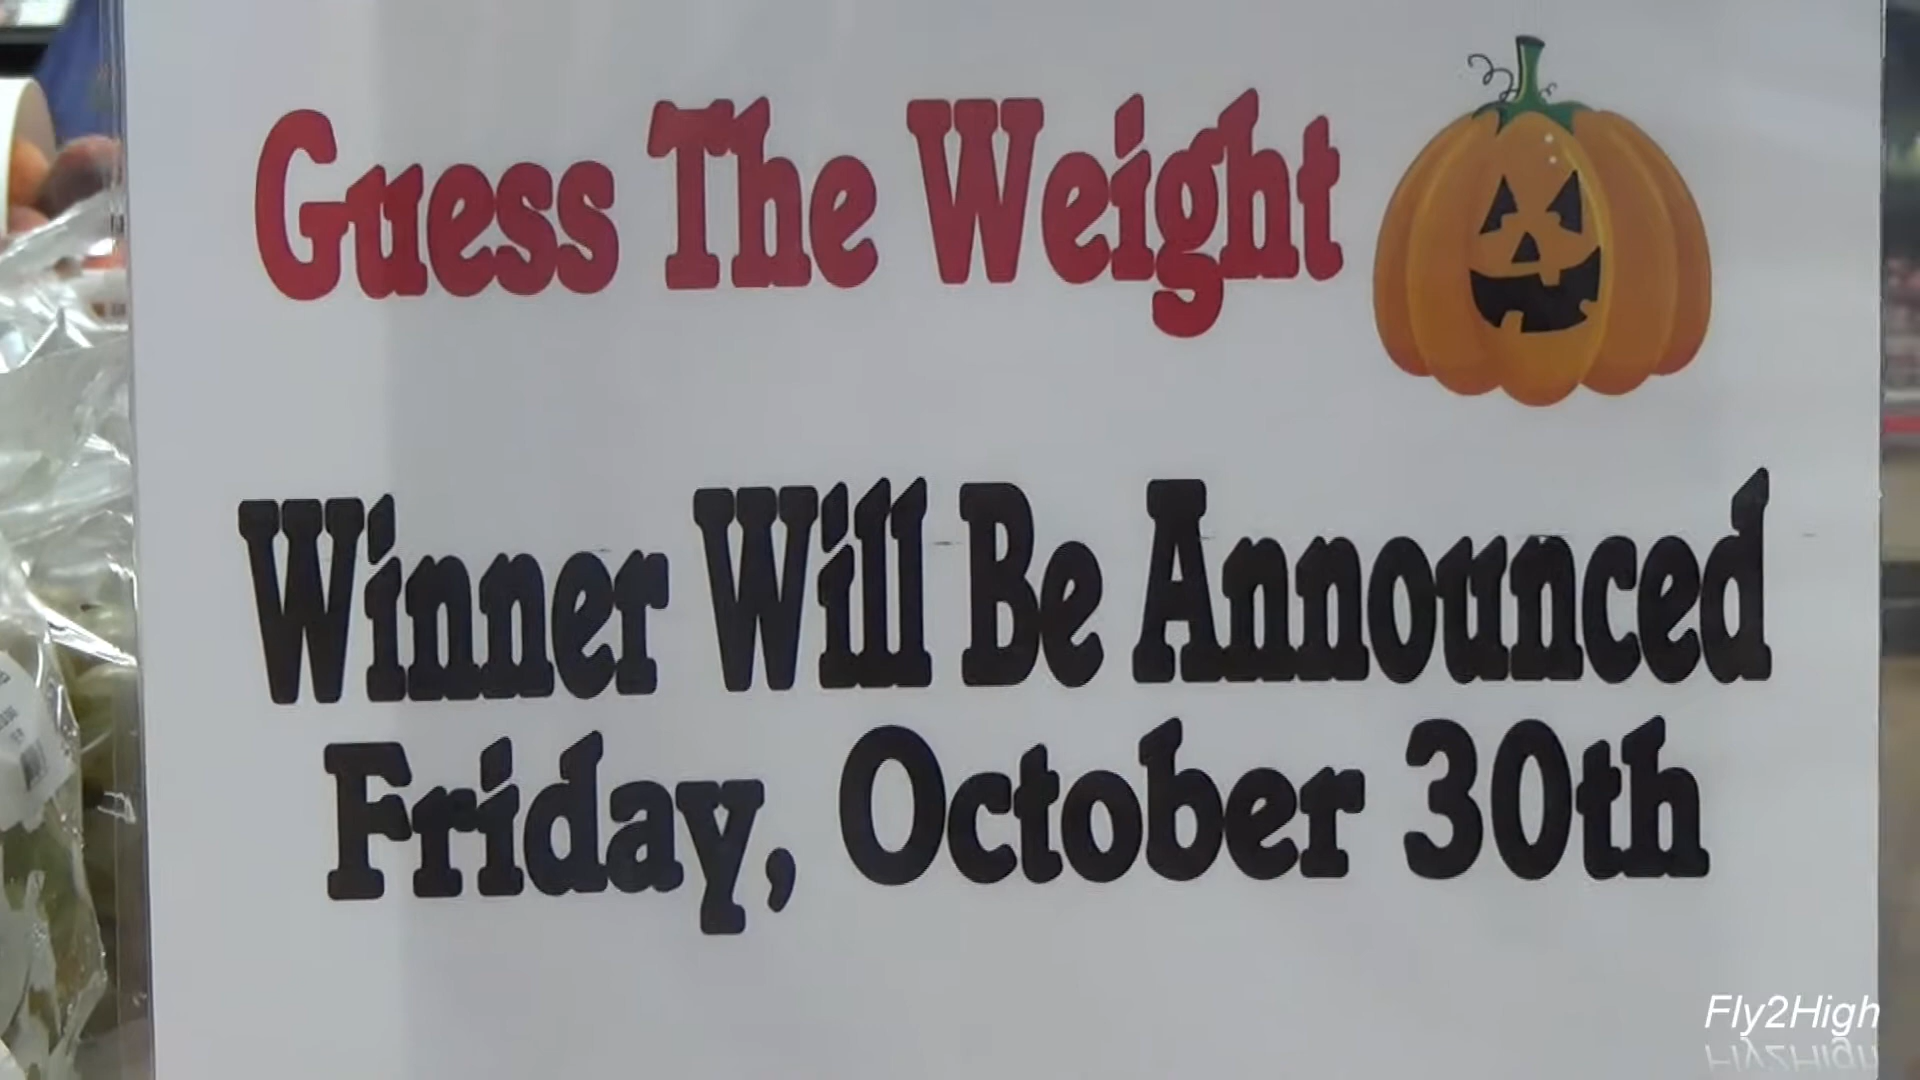 Guess The Weight
Winner Will Be Announced
Friday, October 30th
Fly2High